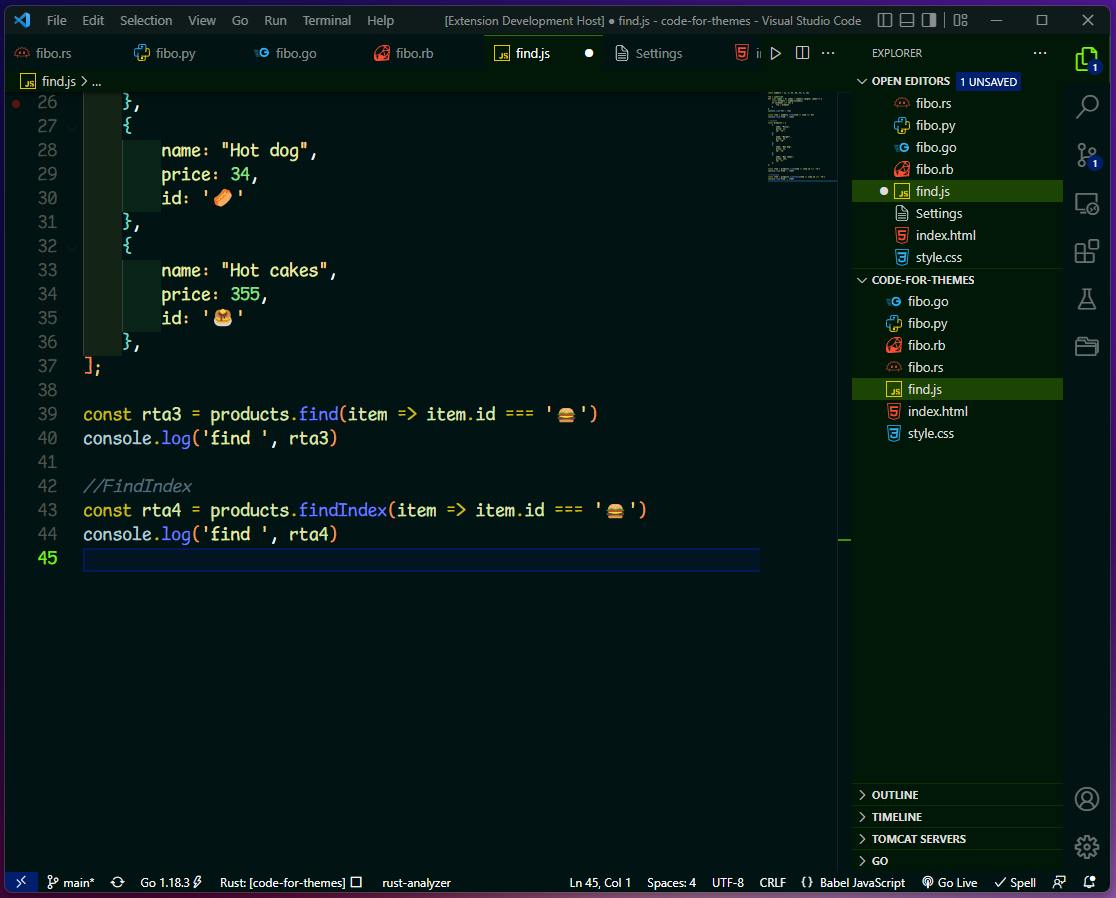 File Edit Selection View Go Run Terminal Help [Extension Development Host] ● find.js - code-for-themes - Visual Studio Code
fibo.rs fibo.py fibo.go fibo.rb find.js Settings
find.js > ...
26 },
27 {
28 name: "Hot dog",
29 price: 34,
30 id: '🌭'
31 },
32 {
33 name: "Hot cakes",
34 price: 355,
35 id: '🥞'
36 },
37 ];
38
39 const rta3 = products.find(item => item.id === '🍔')
40 console.log('find ', rta3)
41
42 //FindIndex
43 const rta4 = products.findIndex(item => item.id === '🍔')
44 console.log('find ', rta4)
45
EXPLORER
OPEN EDITORS 1 UNSAVED
fibo.rs
fibo.py
fibo.go
fibo.rb
find.js
Settings
index.html
style.css
CODE-FOR-THEMES
fibo.go
fibo.py
fibo.rb
fibo.rs
find.js
index.html
style.css
OUTLINE
TIMELINE
TOMCAT SERVERS
GO
1
1
main* Go 1.18.3 Rust: [code-for-themes] rust-analyzer Ln 45, Col 1 Spaces: 4 UTF-8 CRLF {} Babel JavaScript Go Live Spell